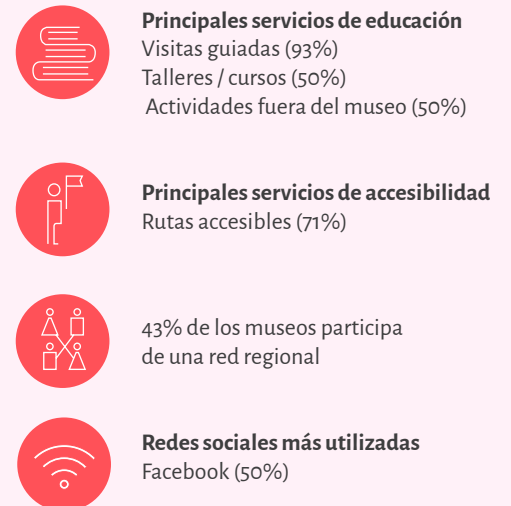 Principales servicios de educación
Visitas guiadas (93%)
Talleres / cursos (50%)
Actividades fuera del museo (50%)
Principales servicios de accesibilidad
Rutas accesibles (71%)
43% de los museos participa
de una red regional
Redes sociales más utilizadas
Facebook (50%)